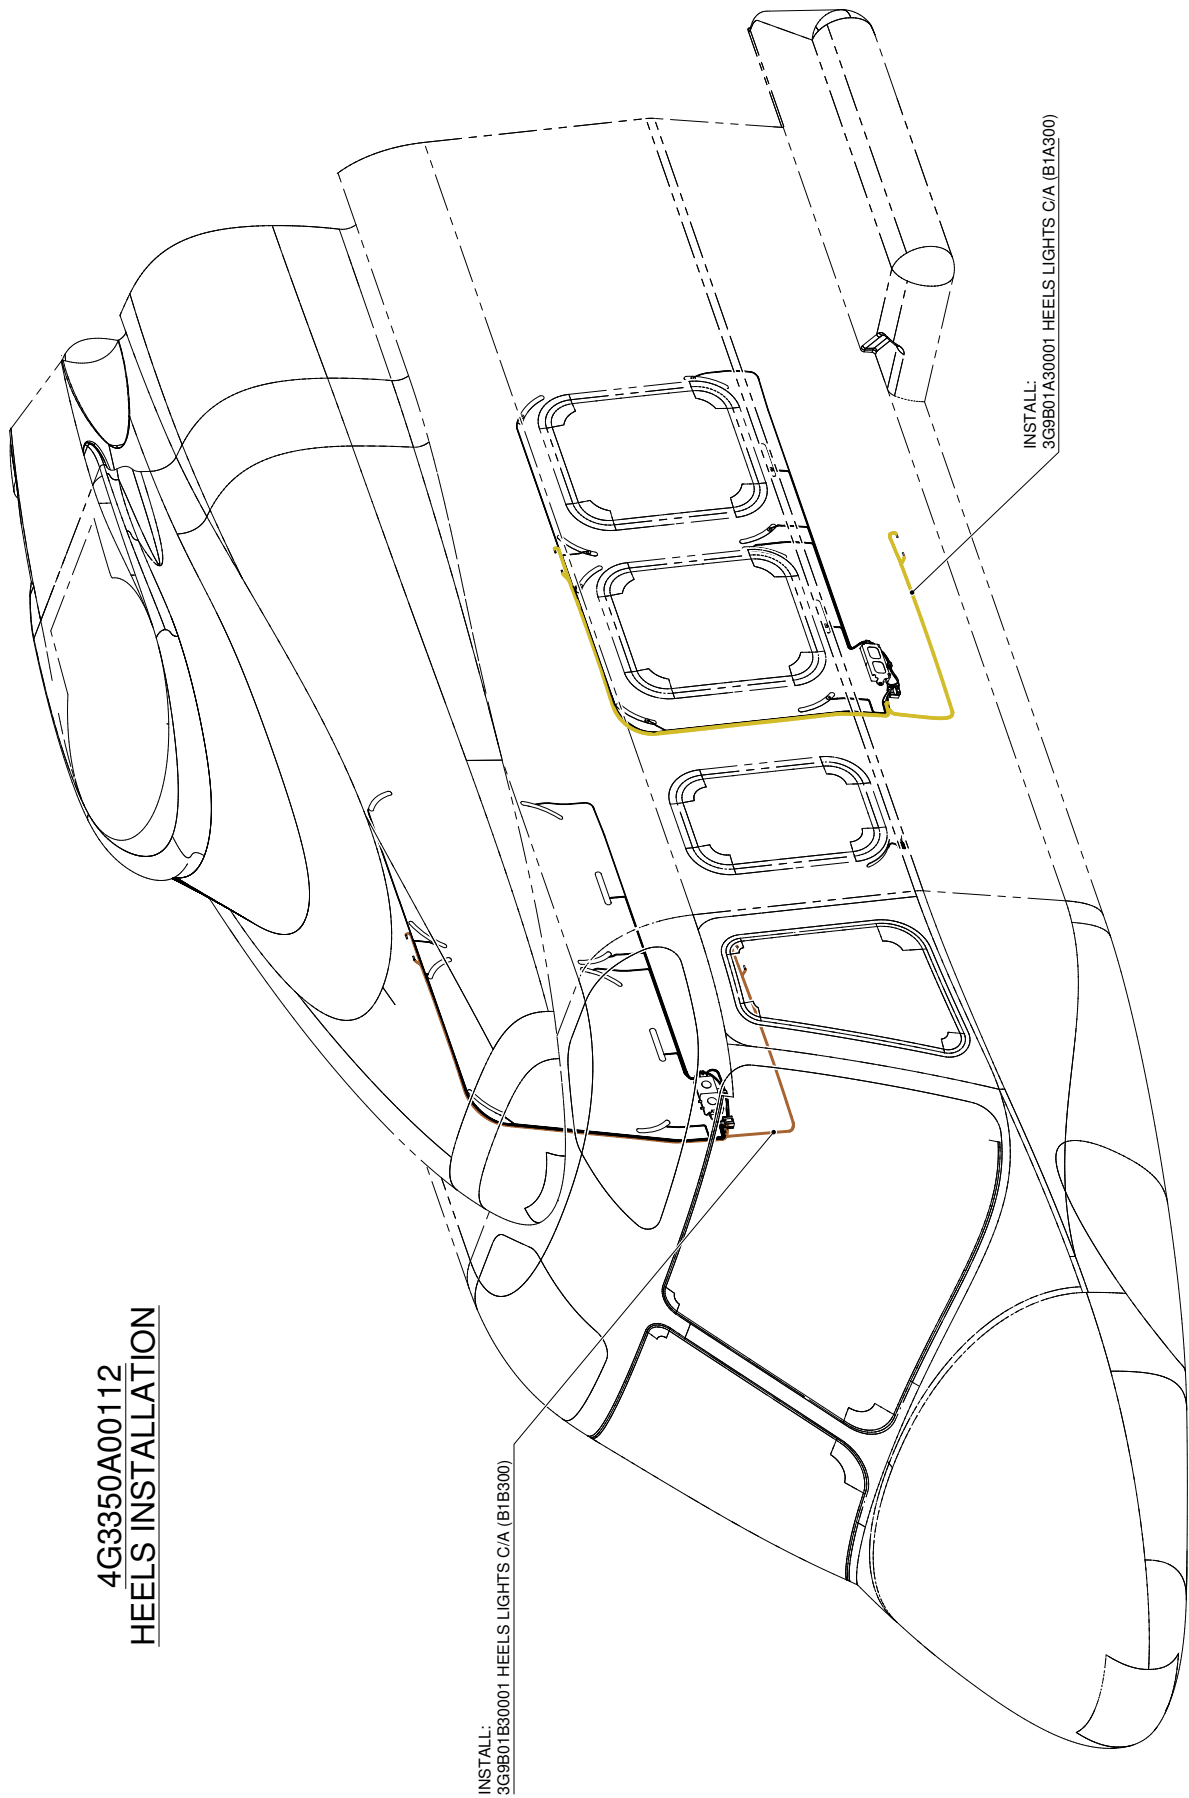 4G3350A00112
HEELS INSTALLATION
INSTALL:
3G9B01B30001 HEELS LIGHTS C/A (B1B300)
INSTALL:
3G9B01A30001 HEELS LIGHTS C/A (B1A300)